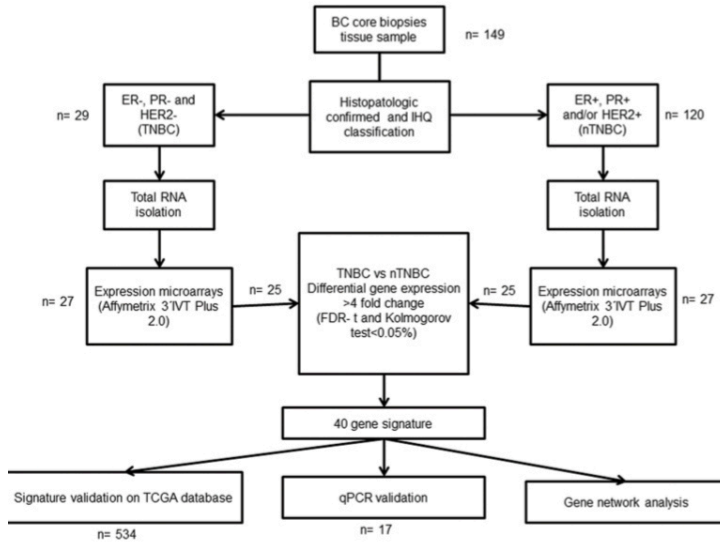 BC core biopsies
tissue sample
n= 149
ER-, PR- and
HER2-
(TNBC)
n= 29
Histopatologic
confirmed and IHQ
classification
ER+, PR+
and/or HER2+
(nTNBC)
n= 120
Total RNA
isolation
Total RNA
isolation
n= 27
Expression microarrays
(Affymetrix 3´IVT Plus
2.0)
n= 25
TNBC vs nTNBC
Differential gene expression
>4 fold change
(FDR- t and Kolmogorov
test<0.05%)
n= 25
Expression microarrays
(Affymetrix 3´IVT Plus
2.0)
n= 27
40 gene signature
Signature validation on TCGA database
n= 534
qPCR validation
n= 17
Gene network analysis